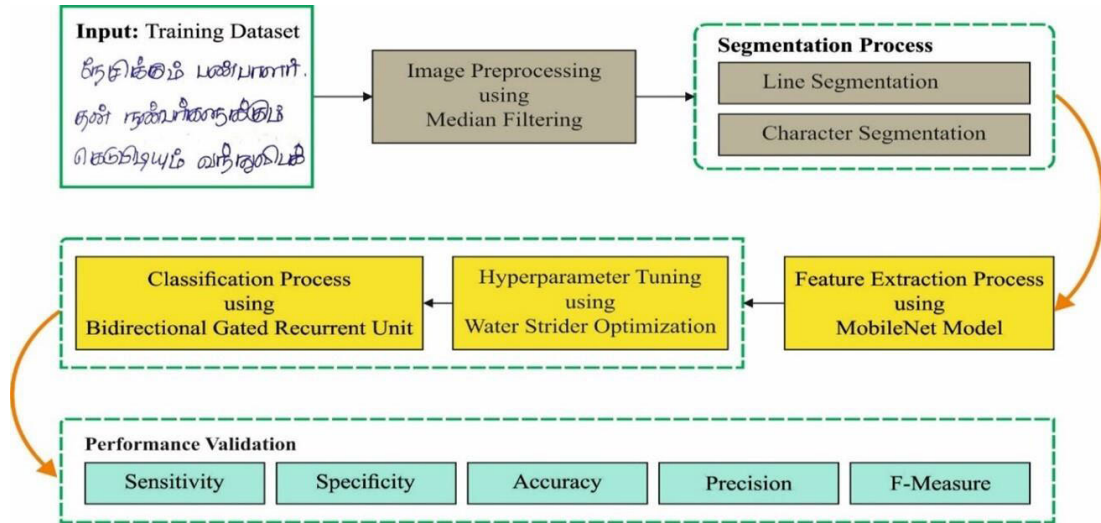 Input: Training Dataset
நேசிக்கும் பண்பாளர்.
தன் நண்பர்களுக்கும்
கெடுபிடியும்
Image Preprocessing
using
Median Filtering
Segmentation Process
Line Segmentation
Character Segmentation
Classification Process
using
Bidirectional Gated Recurrent Unit
Hyperparameter Tuning
using
Water Strider Optimization
Feature Extraction Process
using
MobileNet Model
Performance Validation
Sensitivity
Specificity
Accuracy
Precision
F-Measure